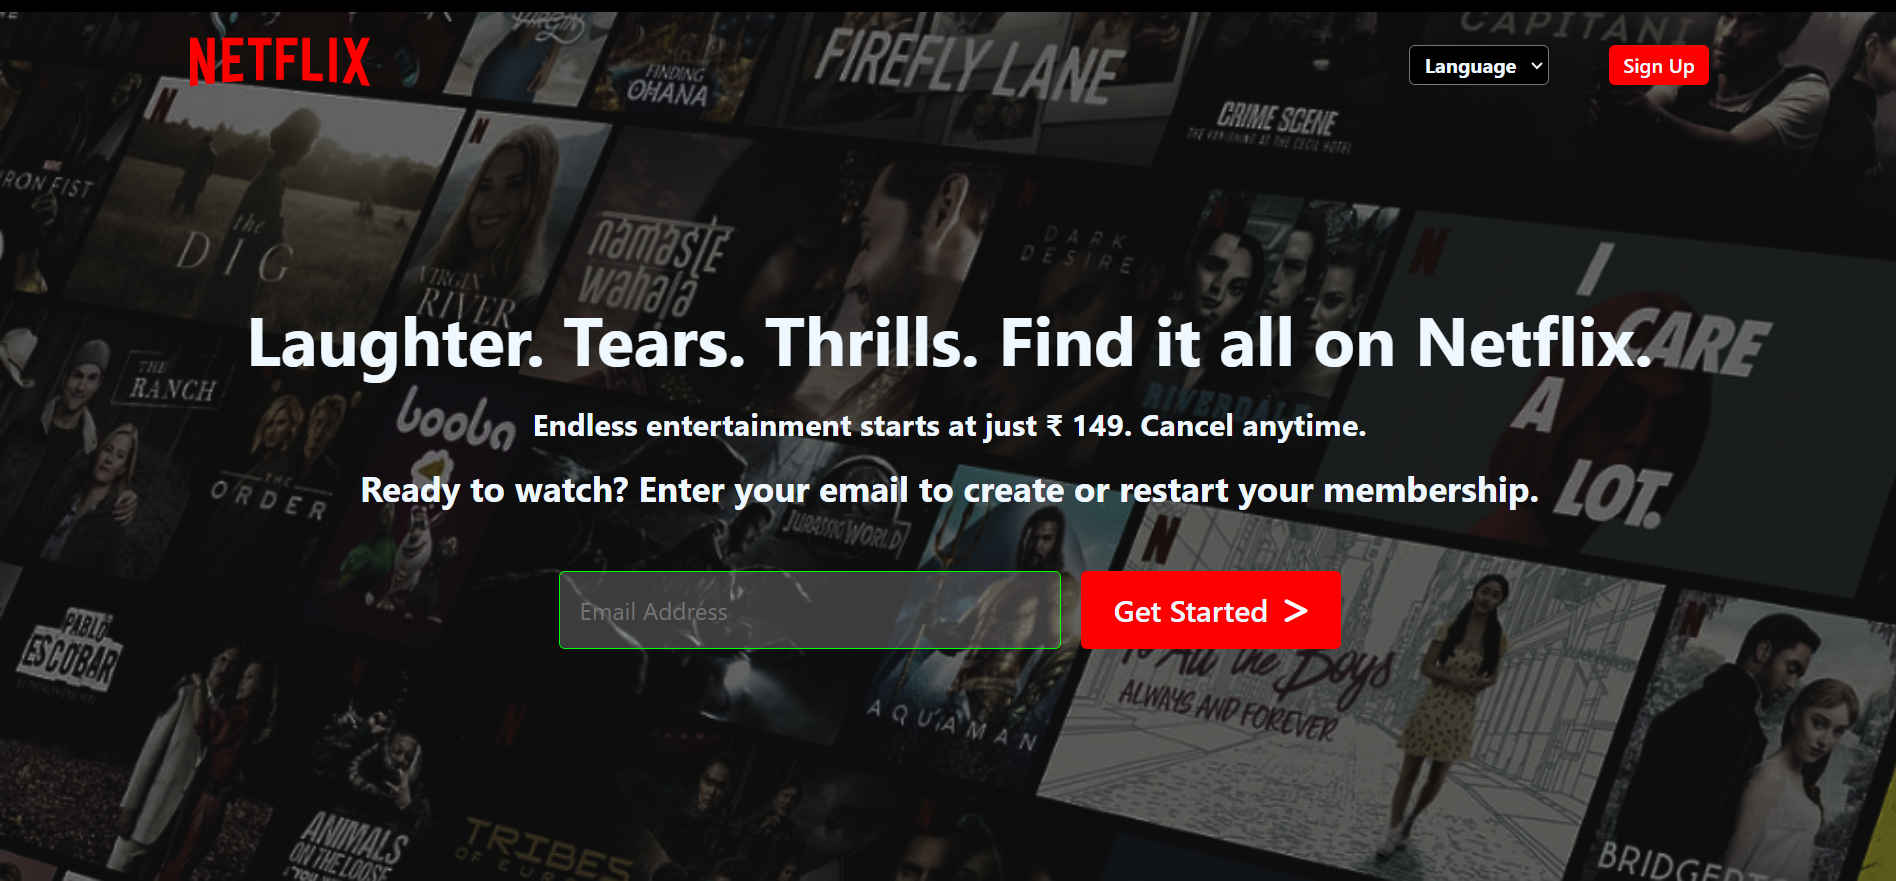 NETFLIX
Language
Sign Up
VIRGIN
FINDING
OHANA
FIREFLY LANE
CAPITANI
CRIME SCENE
THE VANISHING AT THE CECIL HOTEL
MARVEL
IRON FIST
the
DIG
VIRGIN
RIVER
namaste
wahala
DARK
DESIRE
I
CARE
A
LOT.
Laughter. Tears. Thrills. Find it all on Netflix.
RIVERDALE
THE
RANCH
booba
THE
ORDER
Endless entertainment starts at just ₹ 149. Cancel anytime.
Ready to watch? Enter your email to create or restart your membership.
JURASSIC WORLD
Email Address
Get Started >
PABLO
ESCOBAR
AQUAMAN
To All the Boys
ALWAYS AND FOREVER
ANIMALS
ON THE LOOSE
TRIBES
OF EUR
BRIDGERTO